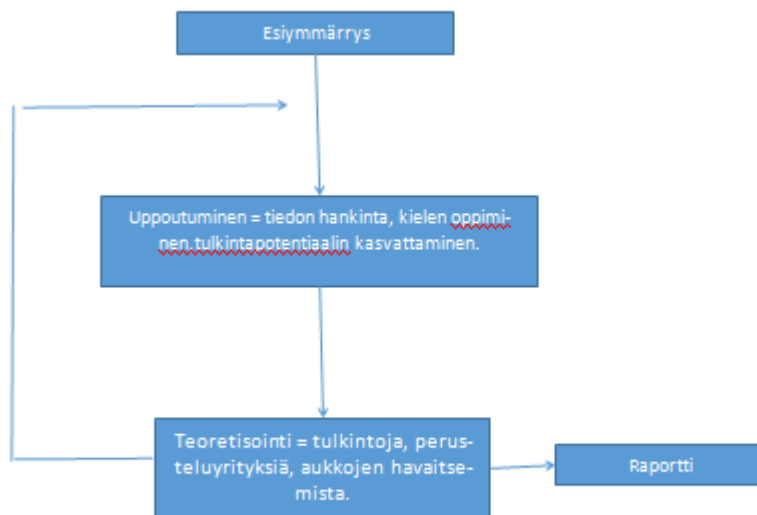 Esiymmärrys
Uppoutuminen = tiedon hankinta, kielen oppimi-
nen.tulkintapotentiaalin kasvattaminen.
Teoretisointi = tulkintoja, perus-
teluyrityksiä, aukkojen havaitse-
mista.
Raportti